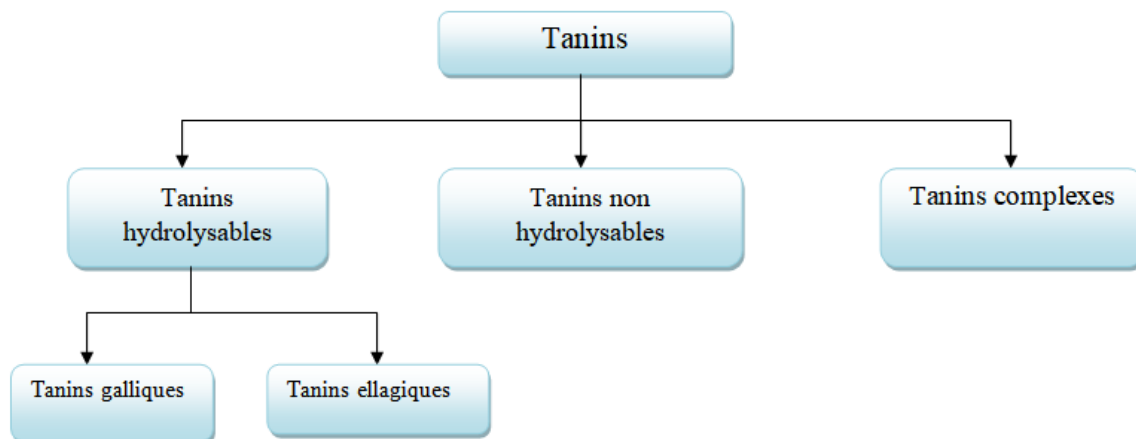 Tanins
Tanins
hydrolysables
Tanins non
hydrolysables
Tanins complexes
Tanins galliques
Tanins ellagiques